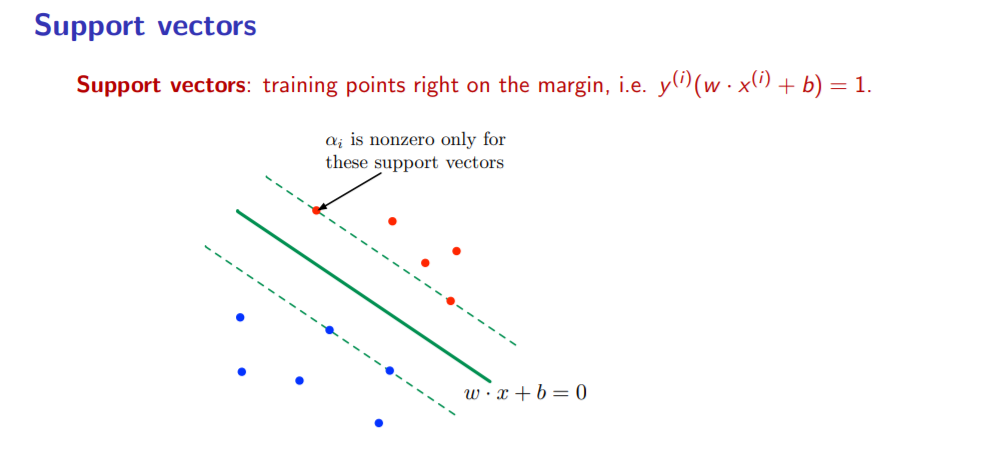 Support vectors
Support vectors: training points right on the margin, i.e. y^(i)(w · x^(i) + b) = 1.
α_i is nonzero only for
these support vectors
w · x + b = 0